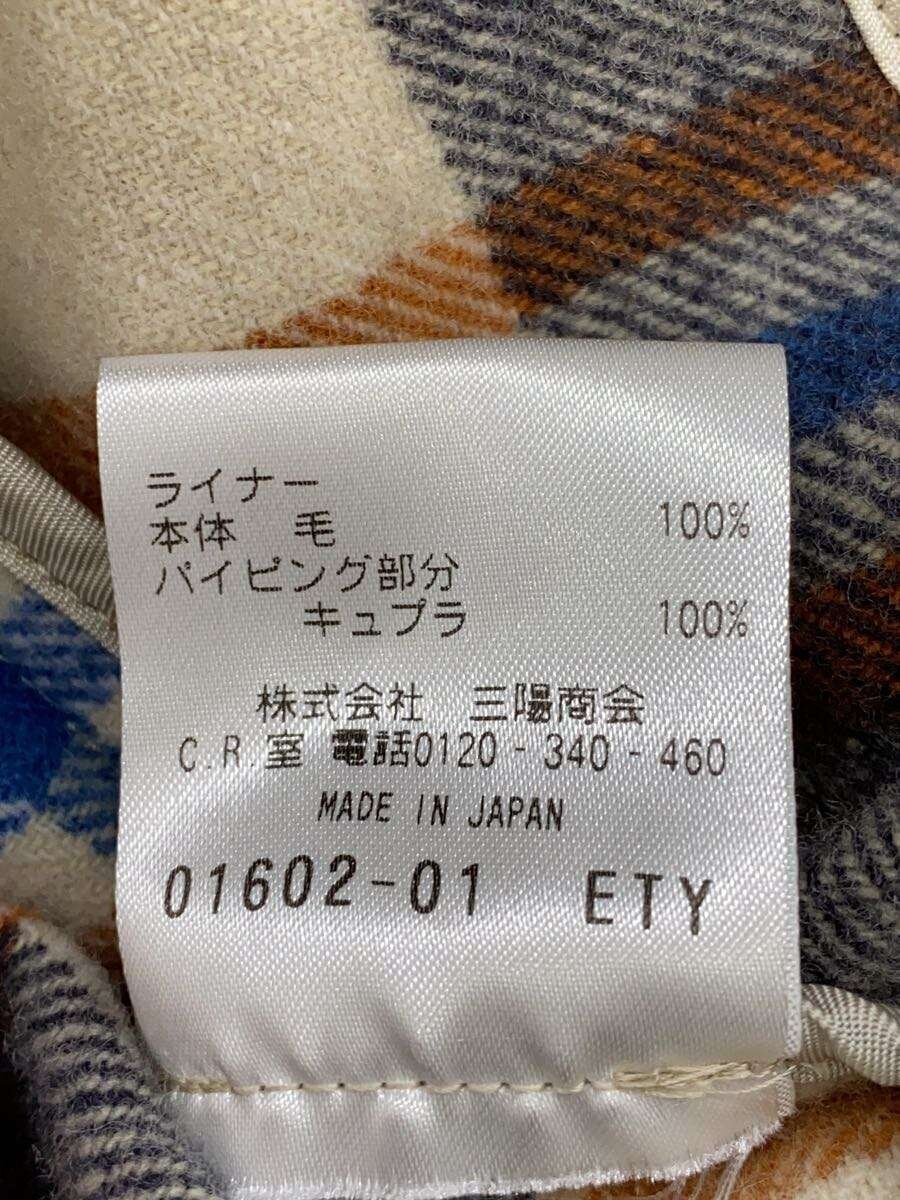 ライナー
本体 毛 100%
パイピング部分
キュプラ 100%
株式会社 三陽商会
C.R.室 電話0120-340-460
MADE IN JAPAN
01602-01 ETY